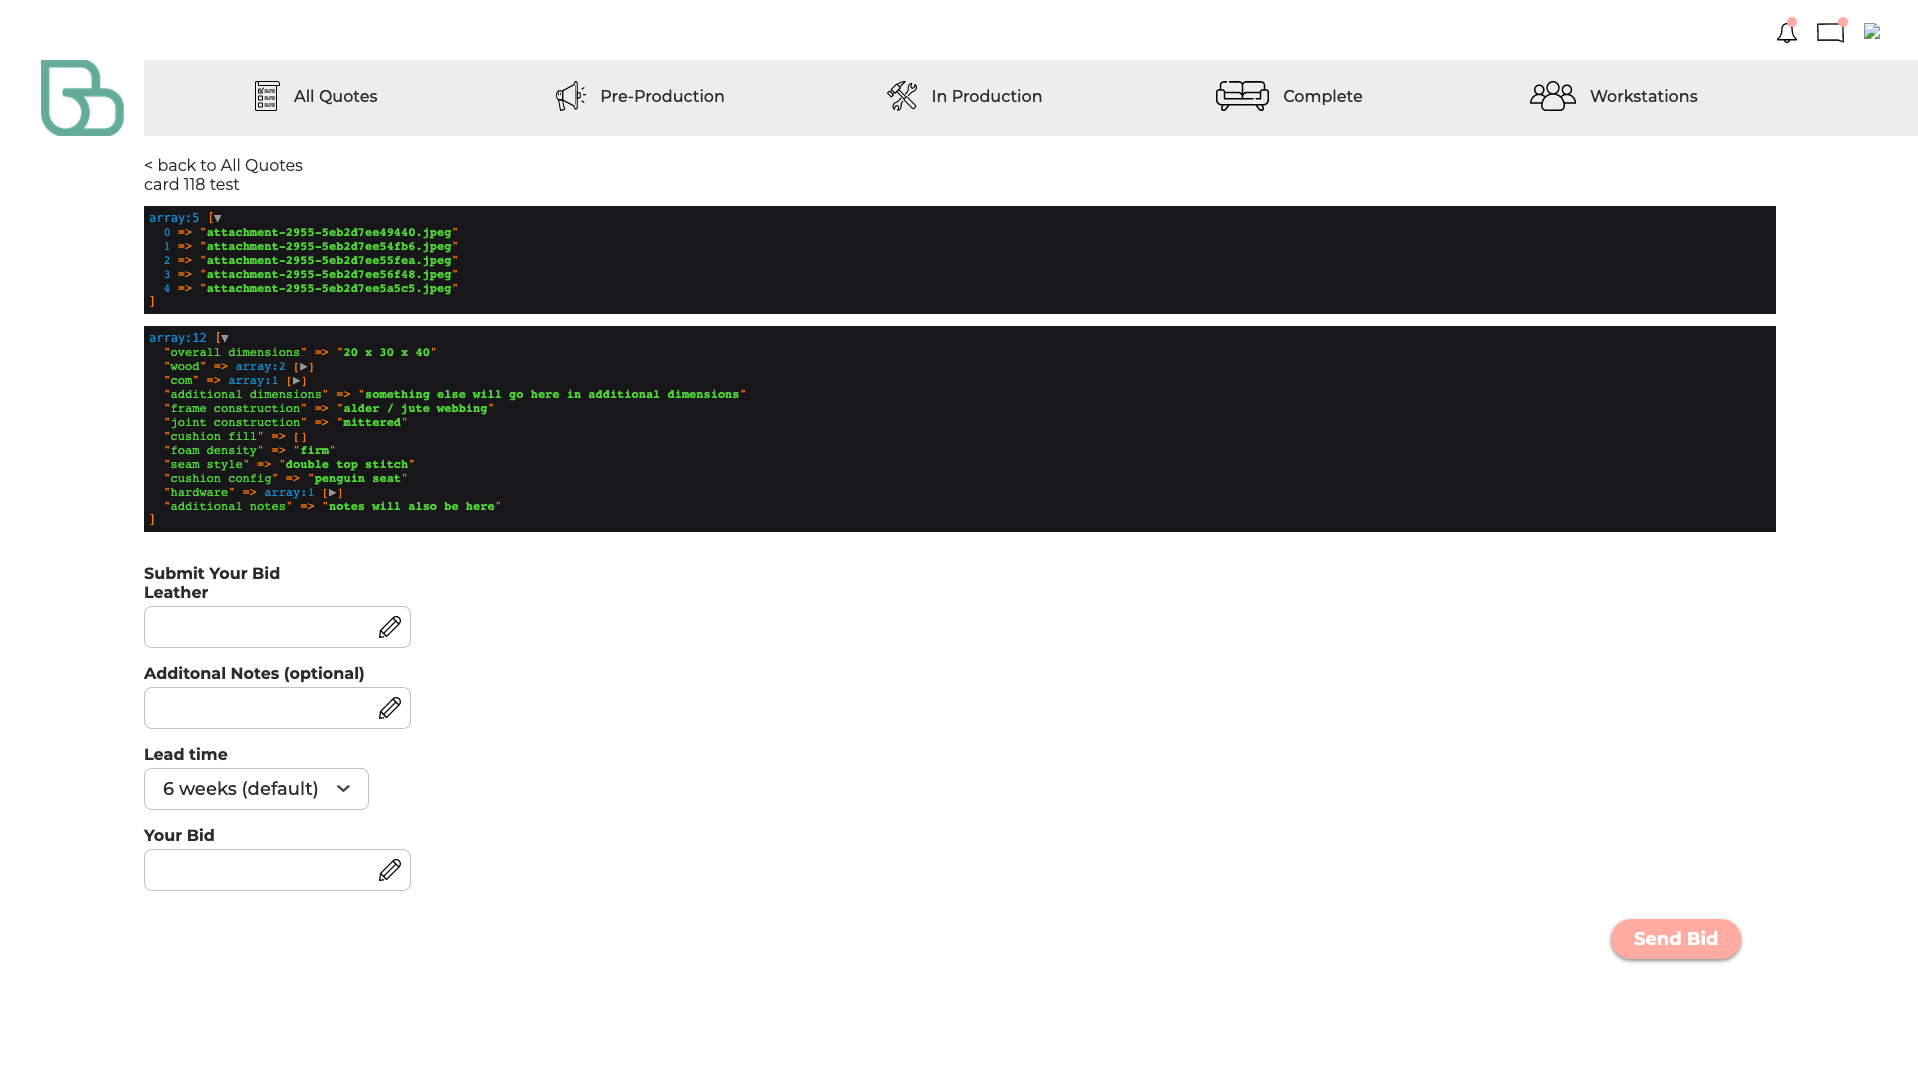 All Quotes
Pre-Production
In Production
Complete
Workstations
< back to All Quotes
card 118 test
array:5 [▼
0 => "attachment-2955-5eb2d7ee49440.jpeg"
1 => "attachment-2955-5eb2d7ee54fb6.jpeg"
2 => "attachment-2955-5eb2d7ee55fea.jpeg"
3 => "attachment-2955-5eb2d7ee56f48.jpeg"
4 => "attachment-2955-5eb2d7ee5a5c5.jpeg"
]
array:12 [▼
"overall dimensions" => "20 x 30 x 40"
"wood" => array:2 [▶]
"com" => array:1 [▶]
"additional dimensions" => "something else will go here in additional dimensions"
"frame construction" => "alder / jute webbing"
"joint construction" => "mittered"
"cushion fill" => []
"foam density" => "firm"
"seam style" => "double top stitch"
"cushion config" => "penguin seat"
"hardware" => array:1 [▶]
"additional notes" => "notes will also be here"
]
Submit Your Bid
Leather
Additonal Notes (optional)
Lead time
6 weeks (default)
Your Bid
Send Bid